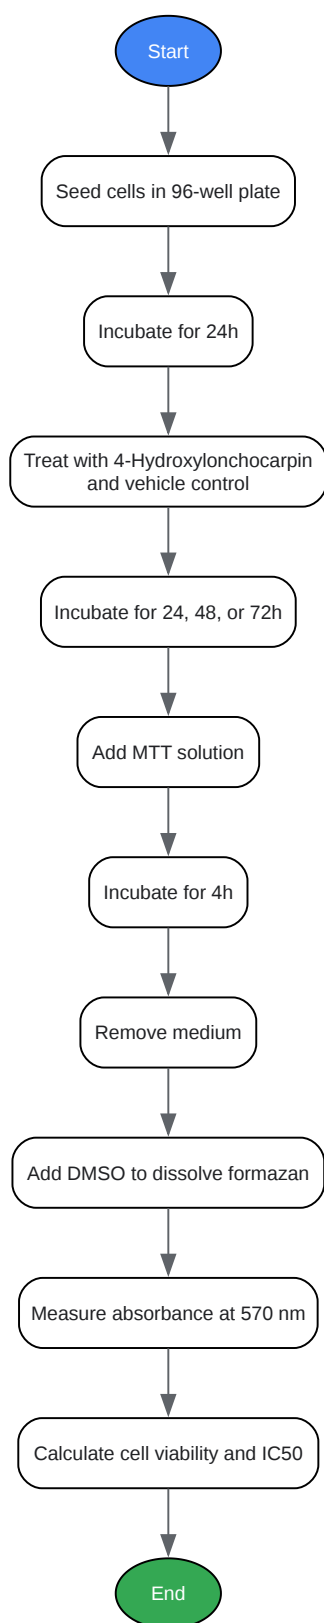 Start
Seed cells in 96-well plate
Incubate for 24h
Treat with 4-Hydroxylonchocarpin
and vehicle control
Incubate for 24, 48, or 72h
Add MTT solution
Incubate for 4h
Remove medium
Add DMSO to dissolve formazan
Measure absorbance at 570 nm
Calculate cell viability and IC50
End